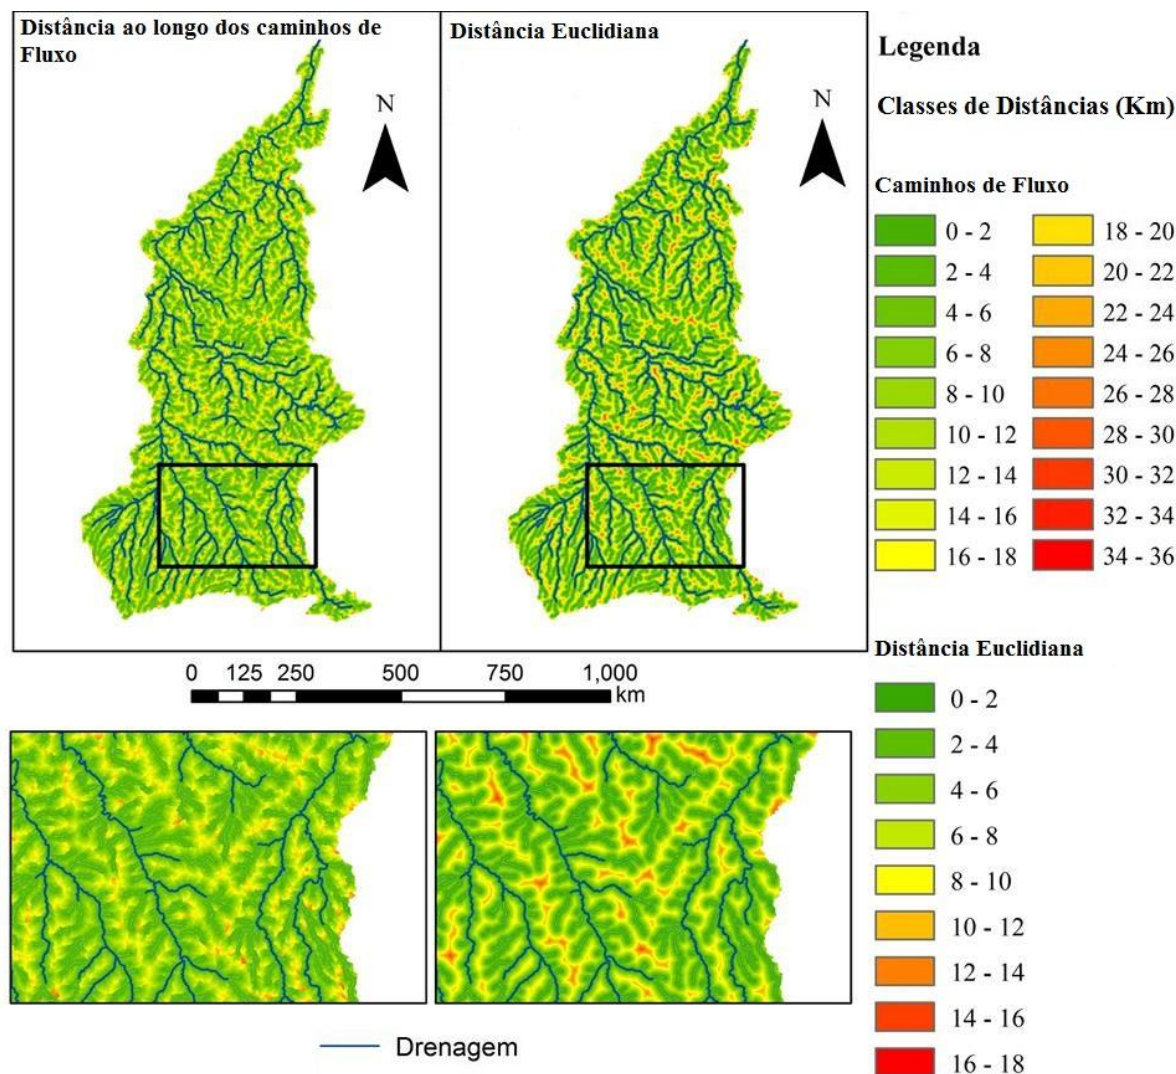 Distância ao longo dos caminhos de
Fluxo
N
Distância Euclidiana
N
Legenda
Classes de Distâncias (Km)
Caminhos de Fluxo
0 - 2
2 - 4
4 - 6
6 - 8
8 - 10
10 - 12
12 - 14
14 - 16
16 - 18
18 - 20
20 - 22
22 - 24
24 - 26
26 - 28
28 - 30
30 - 32
32 - 34
34 - 36
Distância Euclidiana
0 - 2
2 - 4
4 - 6
6 - 8
8 - 10
10 - 12
12 - 14
14 - 16
16 - 18
0 125 250 500 750 1,000
km
Drenagem